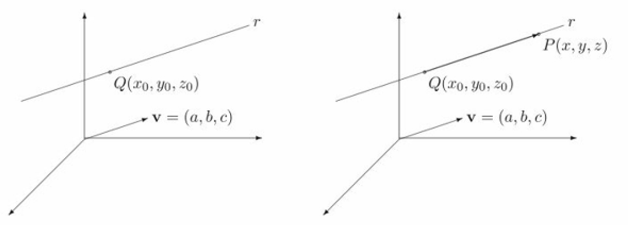 r
Q(x₀, y₀, z₀)
v = (a, b, c)
r
P(x, y, z)
Q(x₀, y₀, z₀)
v = (a, b, c)